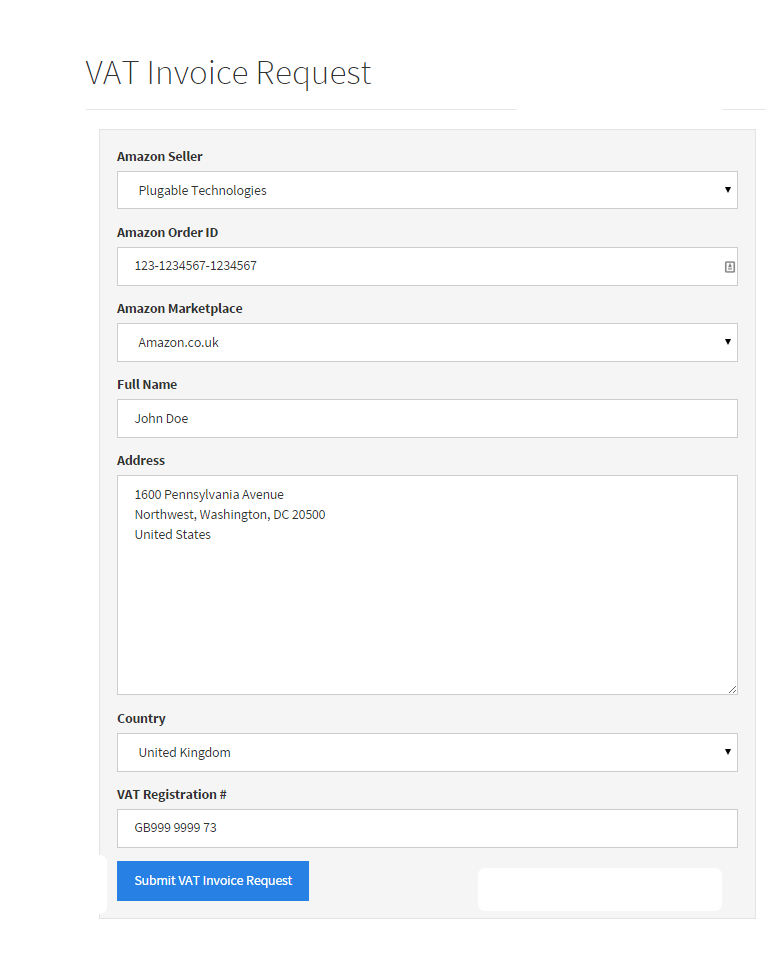 VAT Invoice Request
Amazon Seller
Plugable Technologies
Amazon Order ID
123-1234567-1234567
Amazon Marketplace
Amazon.co.uk
Full Name
John Doe
Address
1600 Pennsylvania Avenue
Northwest, Washington, DC 20500
United States
Country
United Kingdom
VAT Registration #
GB999 9999 73
Submit VAT Invoice Request